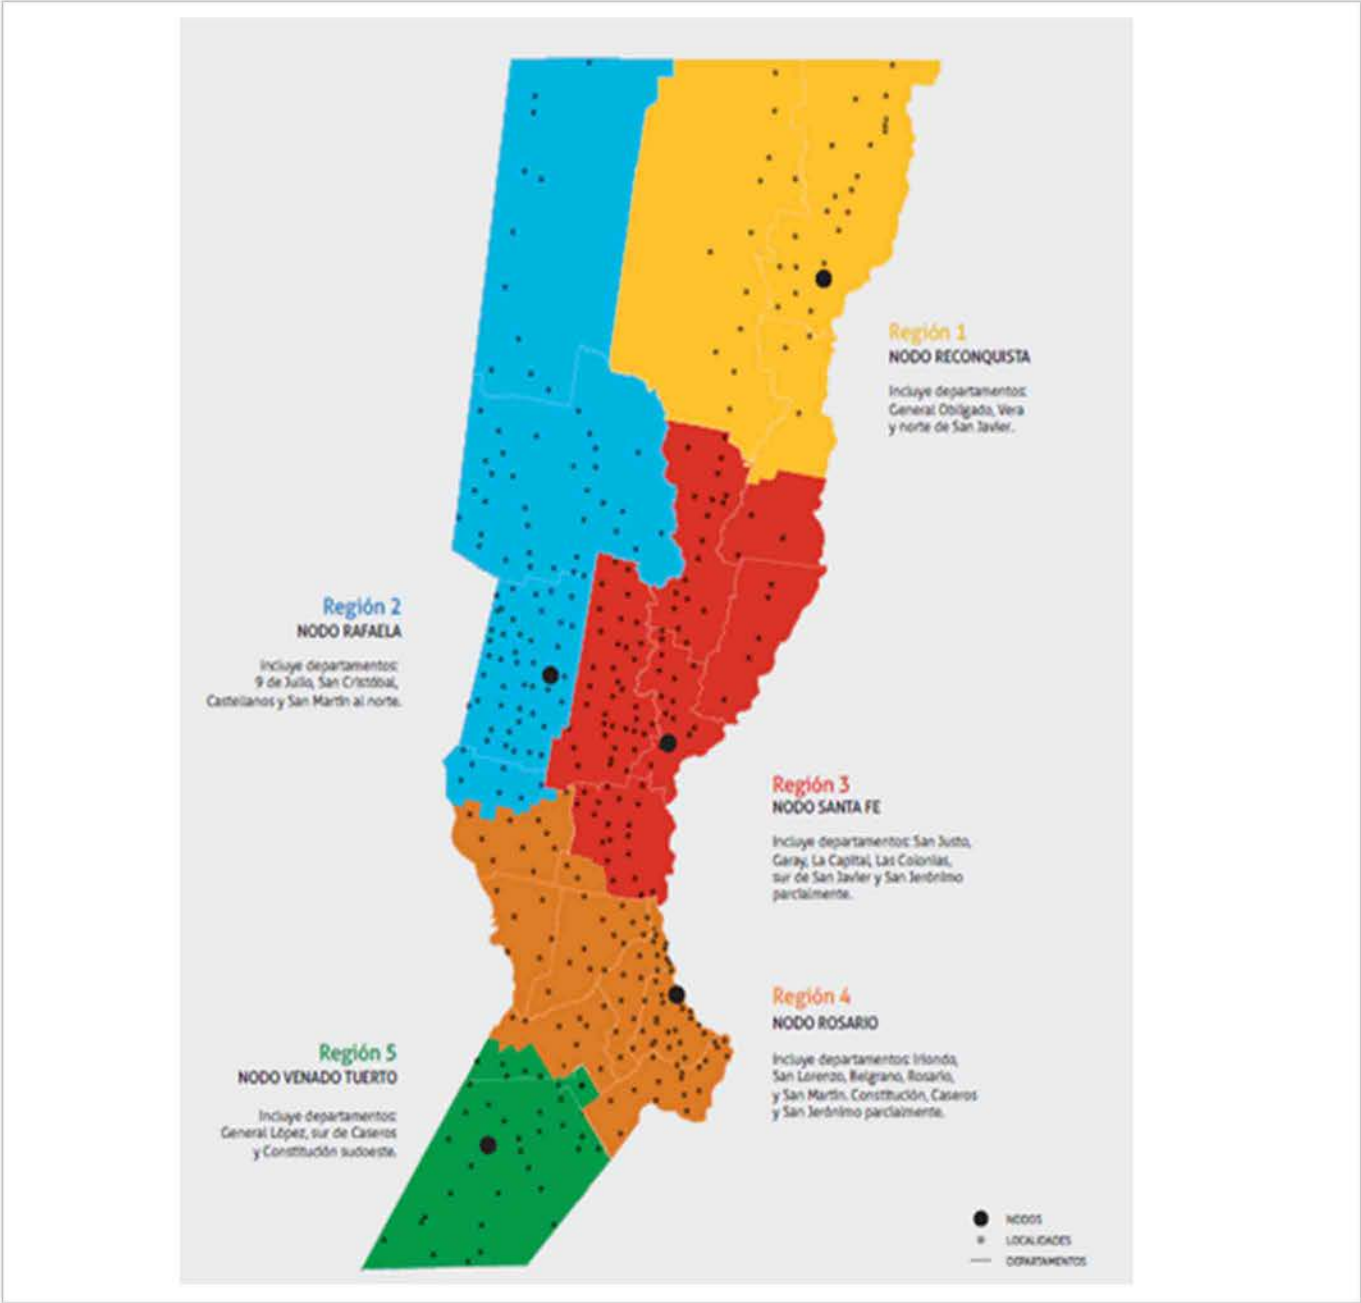 Región 1
NODO RECONQUISTA
Incluye departamentos:
General Obligado, Vera
y norte de San Javier.
Región 2
NODO RAFAELA
Incluye departamentos:
9 de Julio, San Cristóbal,
Castellanos y San Martín al norte.
Región 3
NODO SANTA FE
Incluye departamentos: San Justo,
Garay, La Capital, Las Colonias,
sur de San Javier y San Jerónimo
parcialmente.
Región 4
NODO ROSARIO
Incluye departamentos: Iriondo,
San Lorenzo, Belgrano, Rosario,
y San Martín. Constitución, Caseros
y San Jerónimo parcialmente.
Región 5
NODO VENADO TUERTO
Incluye departamentos:
General López, sur de Caseros
y Constitución sudoeste.
NODOS
LOCALIDADES
DEPARTAMENTOS